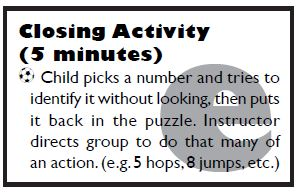 Closing Activity
(5 minutes)
Child picks a number and tries to
identify it without looking, then puts
it back in the puzzle. Instructor
directs group to do that many of
an action. (e.g. 5 hops, 8 jumps, etc.)
e